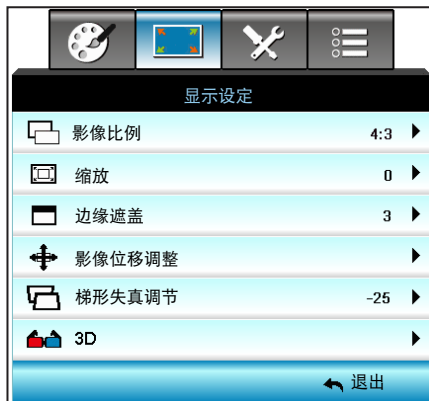 显示设定
影像比例 4:3
缩放 0
边缘遮盖 3
影像位移调整
梯形失真调节 -25
3D
退出